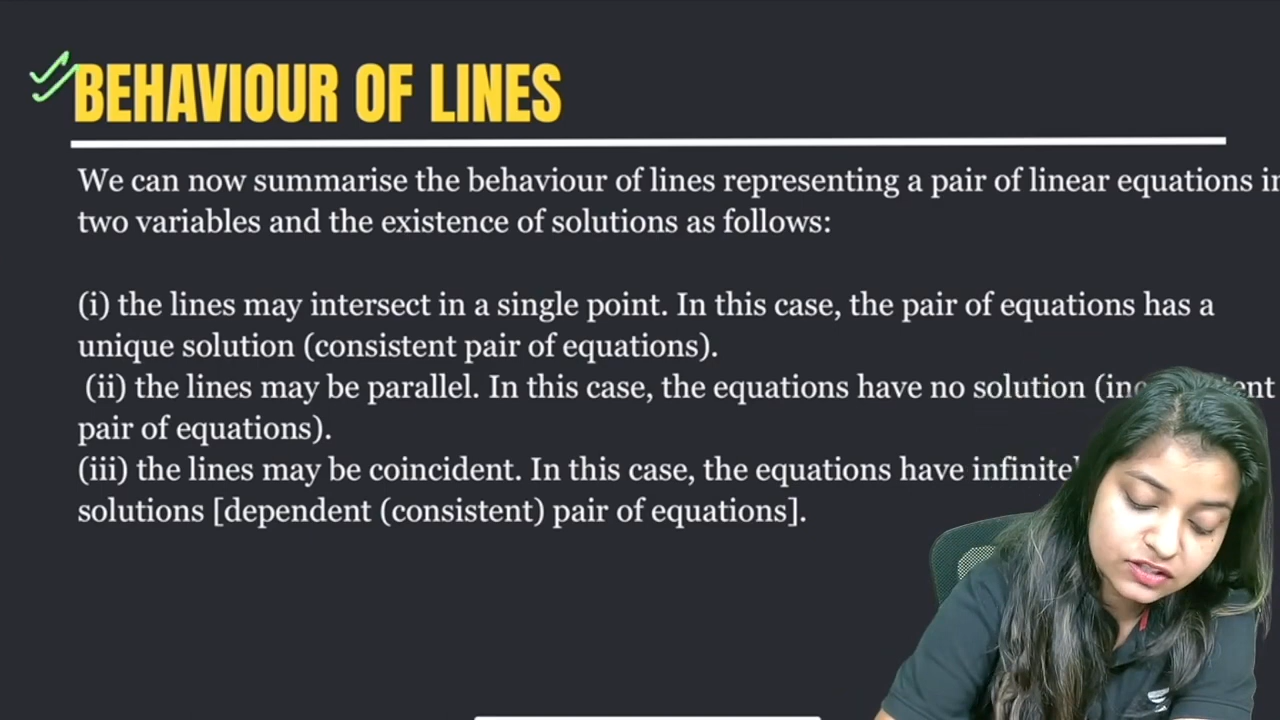 BEHAVIOUR OF LINES
We can now summarise the behaviour of lines representing a pair of linear equations in
two variables and the existence of solutions as follows:
(i) the lines may intersect in a single point. In this case, the pair of equations has a
unique solution (consistent pair of equations).
(ii) the lines may be parallel. In this case, the equations have no solution
pair of equations).
(iii) the lines may be coincident. In this case, the equations have
solutions [dependent (consistent) pair of equations].